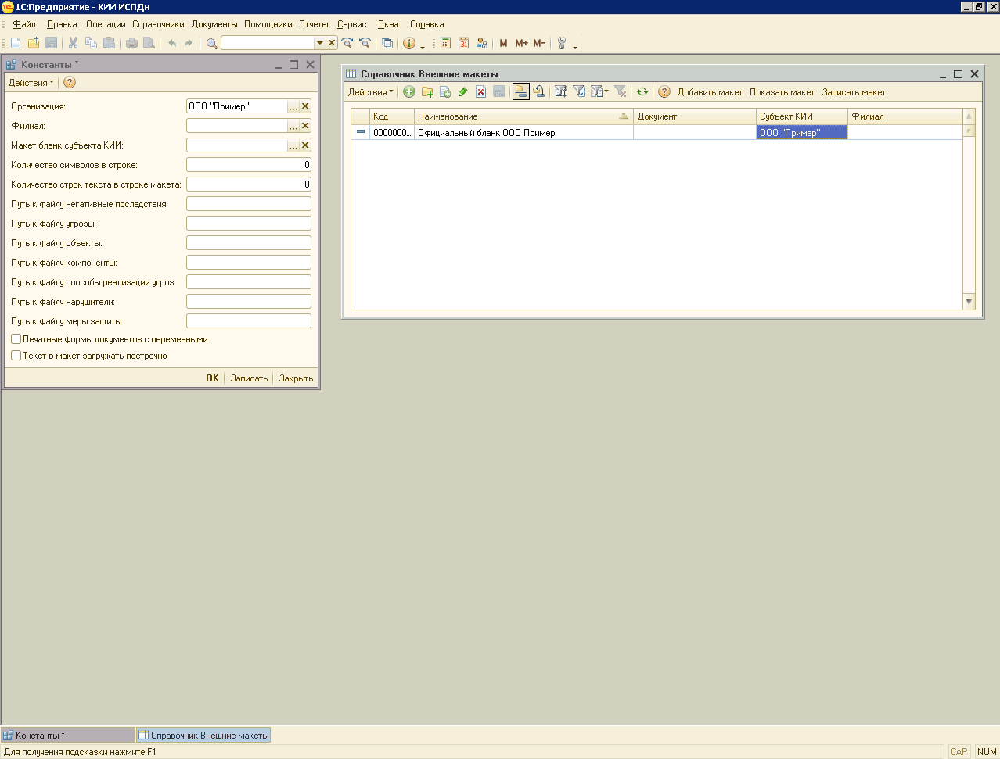 1С:Предприятие - КИИ ИСПДн
Файл Правка Операции Справочники Документы Помощники Отчеты Сервис Окна Справка
M M+ M-
Константы *
Действия
Организация: ООО "Пример" ...
Филиал: ...
Макет бланк субъекта КИИ: ...
Количество символов в строке: 0
Количество строк текста в строке макета: 0
Путь к файлу негативные последствия:
Путь к файлу угрозы:
Путь к файлу объекты:
Путь к файлу компоненты:
Путь к файлу способы реализации угроз:
Путь к файлу нарушители:
Путь к файлу меры защиты:
Печатные формы документов с переменными
Текст в макет загружать построчно
OK Записать Закрыть
Справочник Внешние макеты
Действия Добавить макет Показать макет Записать макет
Код Наименование Документ Субъект КИИ Филиал
0000000... Официальный бланк ООО Пример ООО "Пример"
Константы * Справочник Внешние макеты
Для получения подсказки нажмите F1 CAP NUM